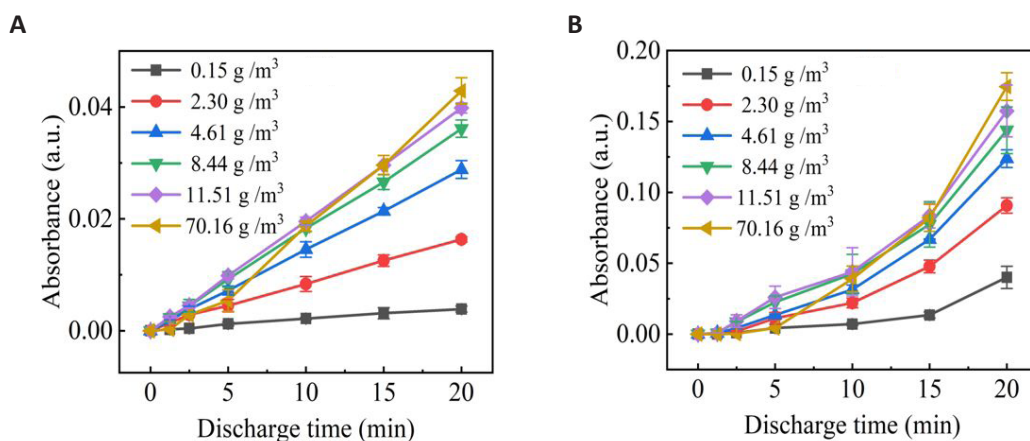 A
Absorbance (a.u.)
0.04
0.02
0.00
0.15 g /m³
2.30 g /m³
4.61 g /m³
8.44 g /m³
11.51 g /m³
70.16 g /m³
0 5 10 15 20
Discharge time (min)
B
Absorbance (a.u.)
0.20
0.15
0.10
0.05
0.00
0.15 g /m³
2.30 g /m³
4.61 g /m³
8.44 g /m³
11.51 g /m³
70.16 g /m³
0 5 10 15 20
Discharge time (min)